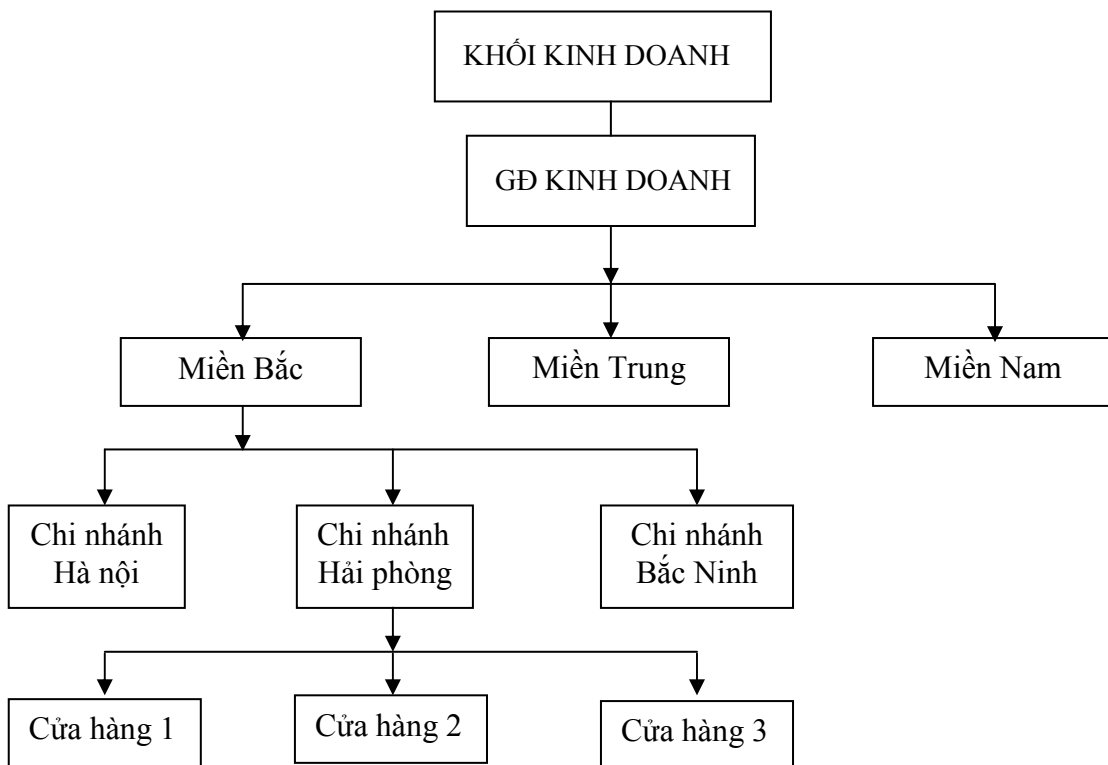 KHỐI KINH DOANH
GĐ KINH DOANH
Miền Bắc
Miền Trung
Miền Nam
Chi nhánh
Hà nội
Chi nhánh
Hải phòng
Chi nhánh
Bắc Ninh
Cửa hàng 1
Cửa hàng 2
Cửa hàng 3